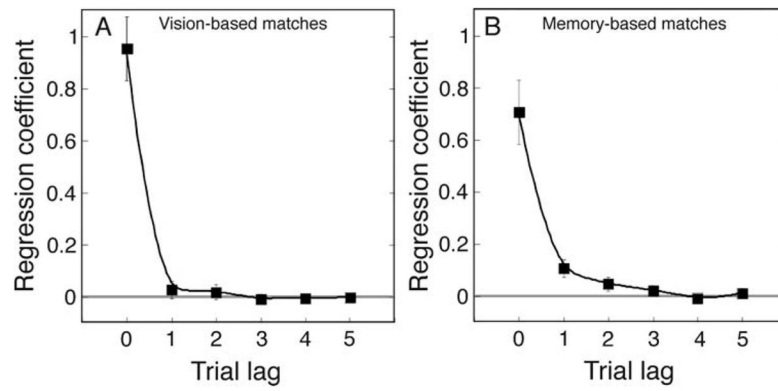 A Vision-based matches
Regression coefficient
1
0.8
0.6
0.4
0.2
0
0 1 2 3 4 5
Trial lag
B Memory-based matches
Regression coefficient
1
0.8
0.6
0.4
0.2
0
0 1 2 3 4 5
Trial lag